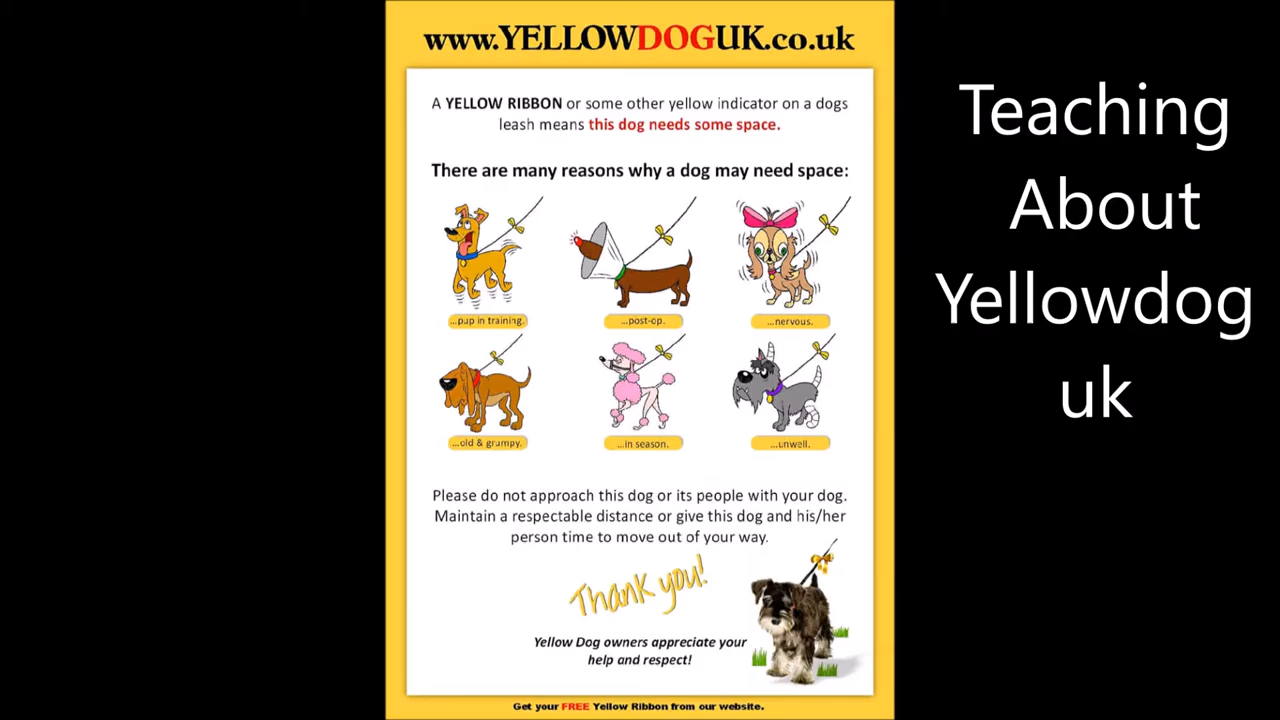 www.YELLOWDOGUK.co.uk
A YELLOW RIBBON or some other yellow indicator on a dogs
leash means this dog needs some space.
There are many reasons why a dog may need space:
...pup in training.
...post-op.
...nervous.
...old & grumpy.
...in season.
...unwell.
Please do not approach this dog or its people with your dog.
Maintain a respectable distance or give this dog and his/her
person time to move out of your way.
Thank you!
Yellow Dog owners appreciate your
help and respect!
Get your FREE Yellow Ribbon from our website.
Teaching
About
Yellowdog
uk